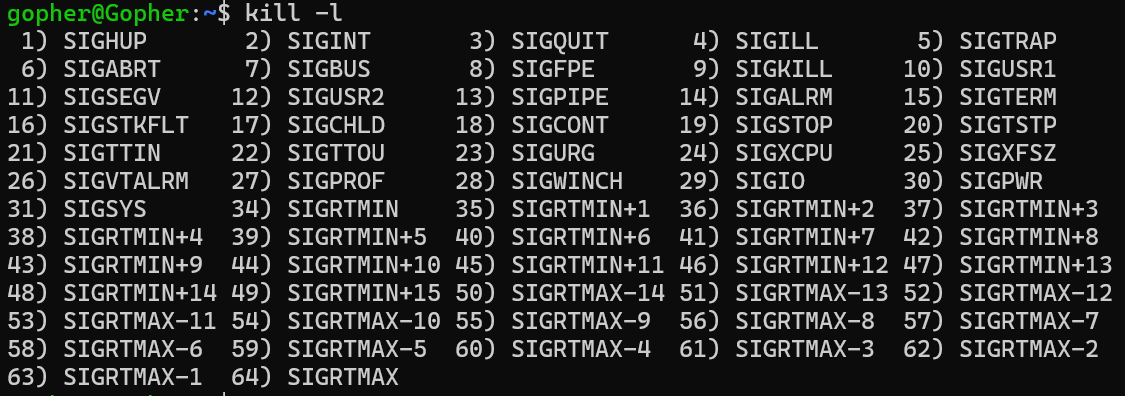 gopher@Gopher:~$ kill -l
1) SIGHUP 2) SIGINT 3) SIGQUIT 4) SIGILL 5) SIGTRAP
6) SIGABRT 7) SIGBUS 8) SIGFPE 9) SIGKILL 10) SIGUSR1
11) SIGSEGV 12) SIGUSR2 13) SIGPIPE 14) SIGALRM 15) SIGTERM
16) SIGSTKFLT 17) SIGCHLD 18) SIGCONT 19) SIGSTOP 20) SIGTSTP
21) SIGTTIN 22) SIGTTOU 23) SIGURG 24) SIGXCPU 25) SIGXFSZ
26) SIGVTALRM 27) SIGPROF 28) SIGWINCH 29) SIGIO 30) SIGPWR
31) SIGSYS 34) SIGRTMIN 35) SIGRTMIN+1 36) SIGRTMIN+2 37) SIGRTMIN+3
38) SIGRTMIN+4 39) SIGRTMIN+5 40) SIGRTMIN+6 41) SIGRTMIN+7 42) SIGRTMIN+8
43) SIGRTMIN+9 44) SIGRTMIN+10 45) SIGRTMIN+11 46) SIGRTMIN+12 47) SIGRTMIN+13
48) SIGRTMIN+14 49) SIGRTMIN+15 50) SIGRTMAX-14 51) SIGRTMAX-13 52) SIGRTMAX-12
53) SIGRTMAX-11 54) SIGRTMAX-10 55) SIGRTMAX-9 56) SIGRTMAX-8 57) SIGRTMAX-7
58) SIGRTMAX-6 59) SIGRTMAX-5 60) SIGRTMAX-4 61) SIGRTMAX-3 62) SIGRTMAX-2
63) SIGRTMAX-1 64) SIGRTMAX